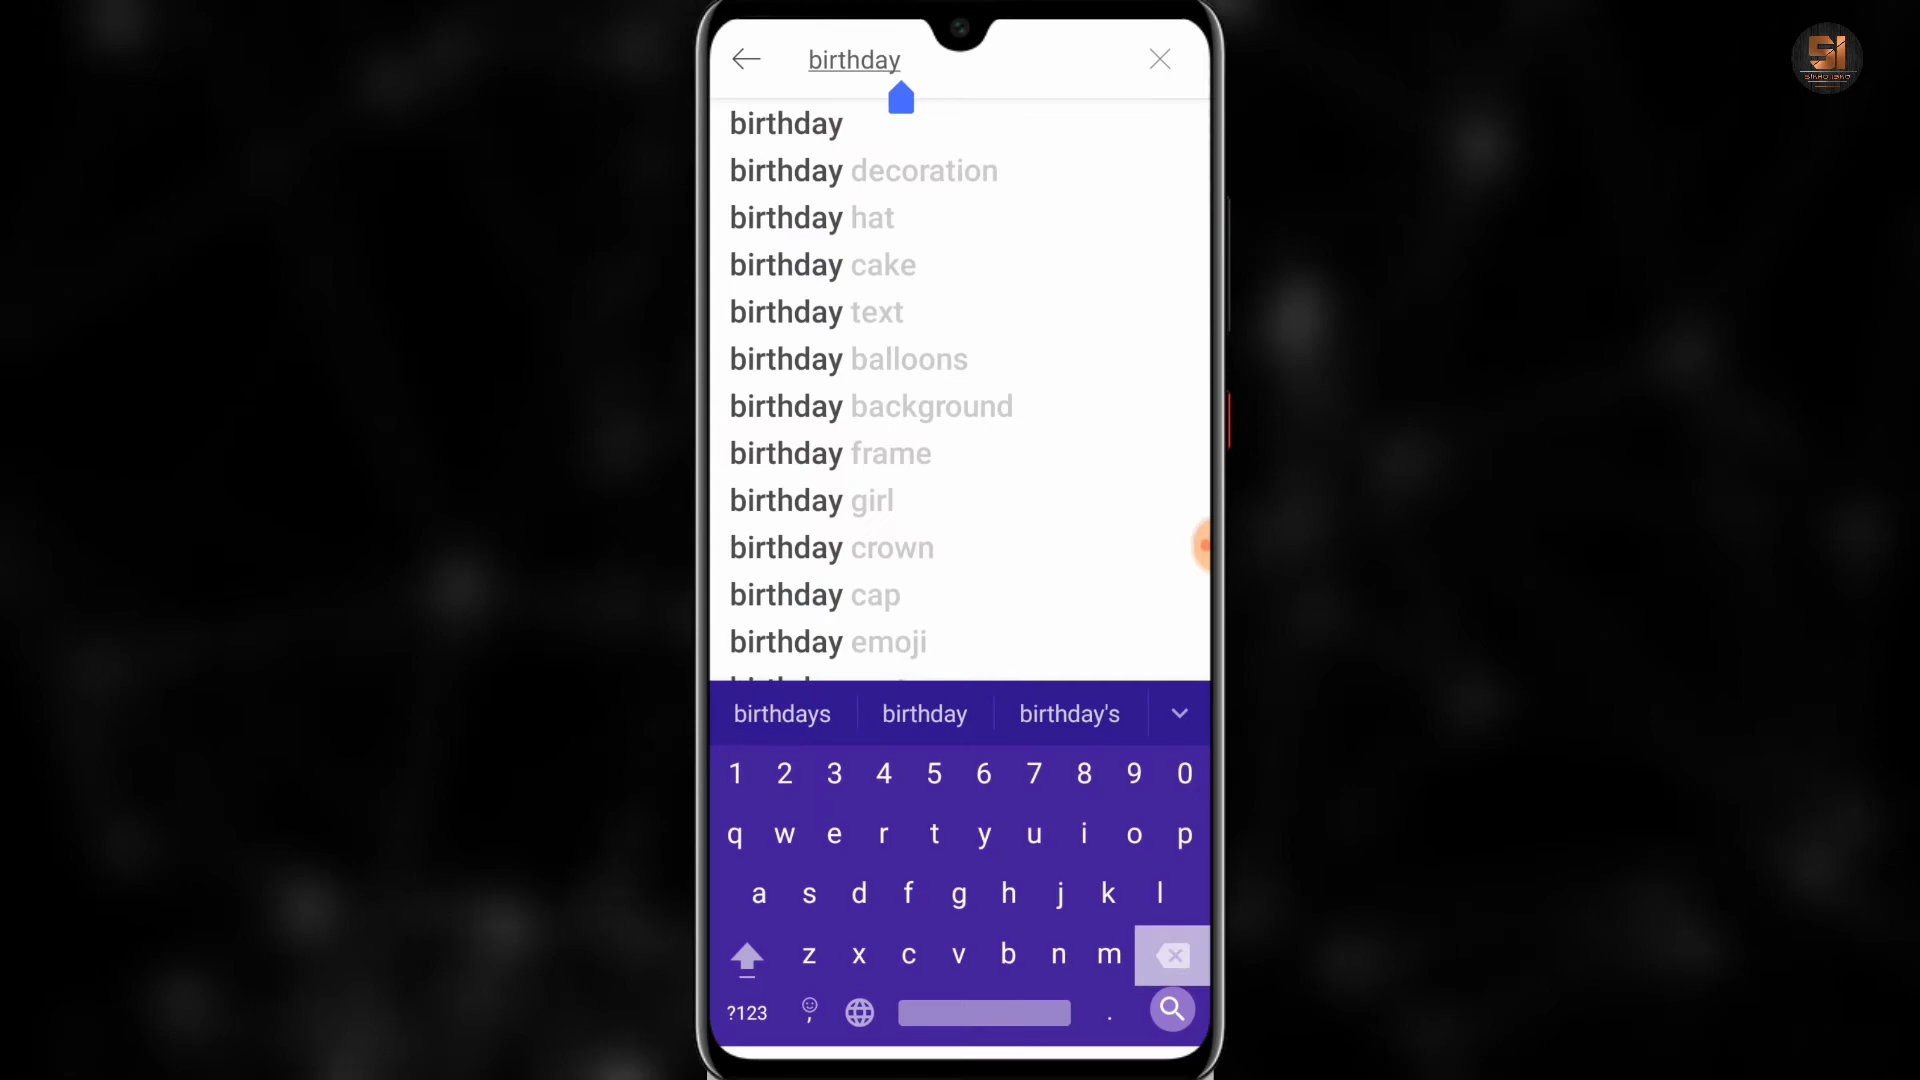 birthday
birthday
birthday decoration
birthday hat
birthday cake
birthday text
birthday balloons
birthday background
birthday frame
birthday girl
birthday crown
birthday cap
birthday emoji
birthdays birthday birthday's
1 2 3 4 5 6 7 8 9 0
q w e r t y u i o p
a s d f g h j k l
z x c v b n m
?123 , .
SI